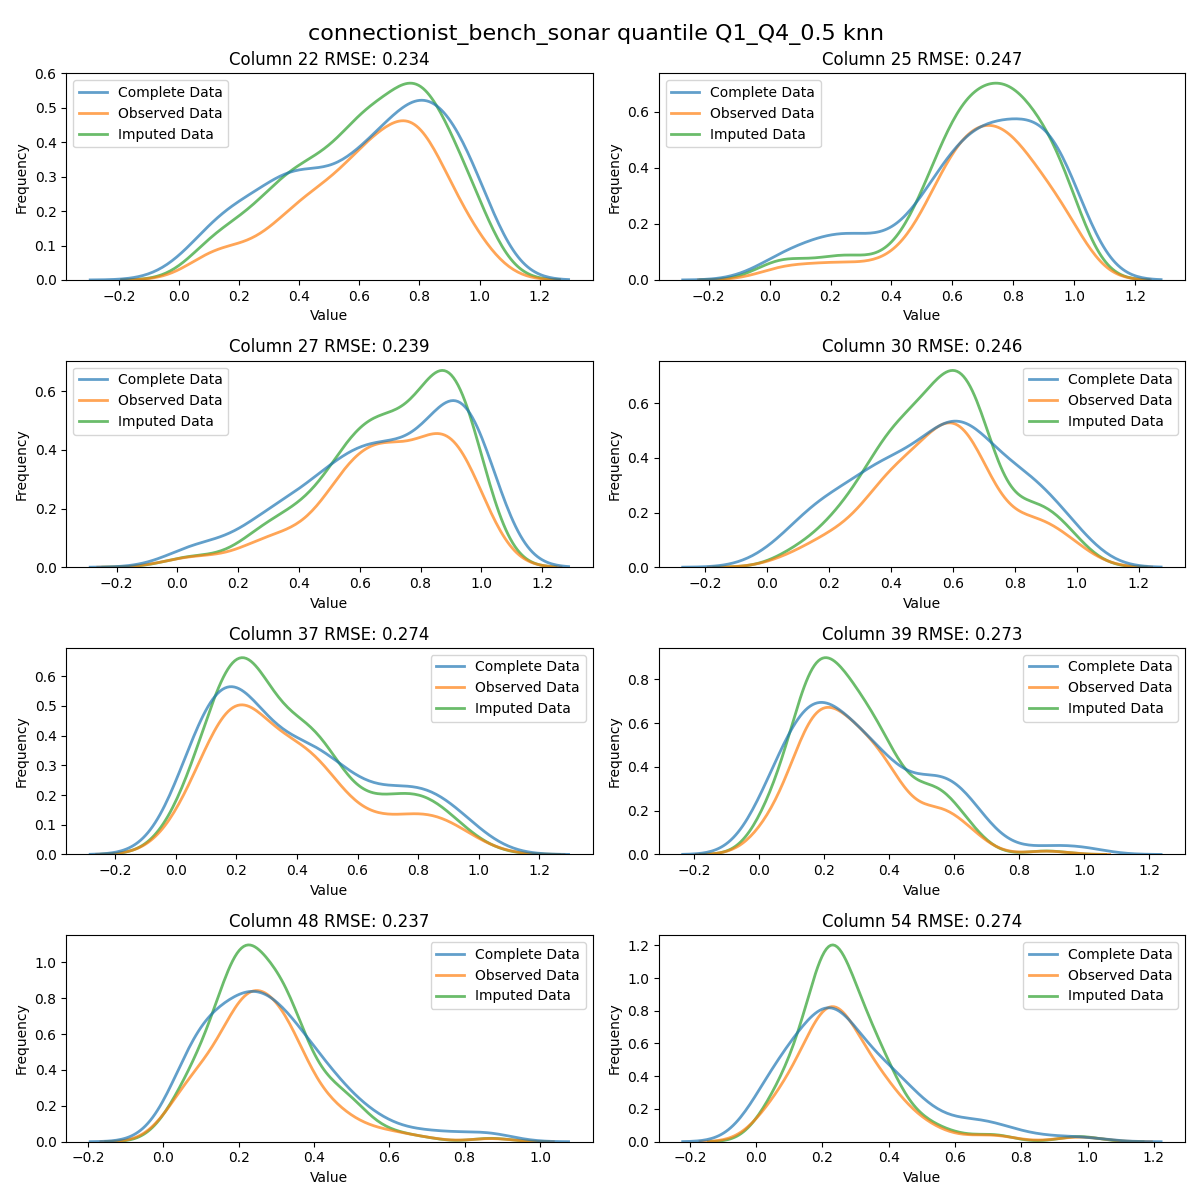 connectionist_bench_sonar quantile Q1_Q4_0.5 knn
Column 22 RMSE: 0.234
Complete Data
Observed Data
Imputed Data
Frequency
0.6
0.5
0.4
0.3
0.2
0.1
0.0
−0.2 0.0 0.2 0.4 0.6 0.8 1.0 1.2
Value
Column 25 RMSE: 0.247
Complete Data
Observed Data
Imputed Data
Frequency
0.6
0.4
0.2
0.0
−0.2 0.0 0.2 0.4 0.6 0.8 1.0 1.2
Value
Column 27 RMSE: 0.239
Complete Data
Observed Data
Imputed Data
Frequency
0.6
0.4
0.2
0.0
−0.2 0.0 0.2 0.4 0.6 0.8 1.0 1.2
Value
Column 30 RMSE: 0.246
Complete Data
Observed Data
Imputed Data
Frequency
0.6
0.4
0.2
0.0
−0.2 0.0 0.2 0.4 0.6 0.8 1.0 1.2
Value
Column 37 RMSE: 0.274
Complete Data
Observed Data
Imputed Data
Frequency
0.6
0.5
0.4
0.3
0.2
0.1
0.0
−0.2 0.0 0.2 0.4 0.6 0.8 1.0 1.2
Value
Column 39 RMSE: 0.273
Complete Data
Observed Data
Imputed Data
Frequency
0.8
0.6
0.4
0.2
0.0
−0.2 0.0 0.2 0.4 0.6 0.8 1.0 1.2
Value
Column 48 RMSE: 0.237
Complete Data
Observed Data
Imputed Data
Frequency
1.0
0.8
0.6
0.4
0.2
0.0
−0.2 0.0 0.2 0.4 0.6 0.8 1.0
Value
Column 54 RMSE: 0.274
Complete Data
Observed Data
Imputed Data
Frequency
1.2
1.0
0.8
0.6
0.4
0.2
0.0
−0.2 0.0 0.2 0.4 0.6 0.8 1.0 1.2
Value